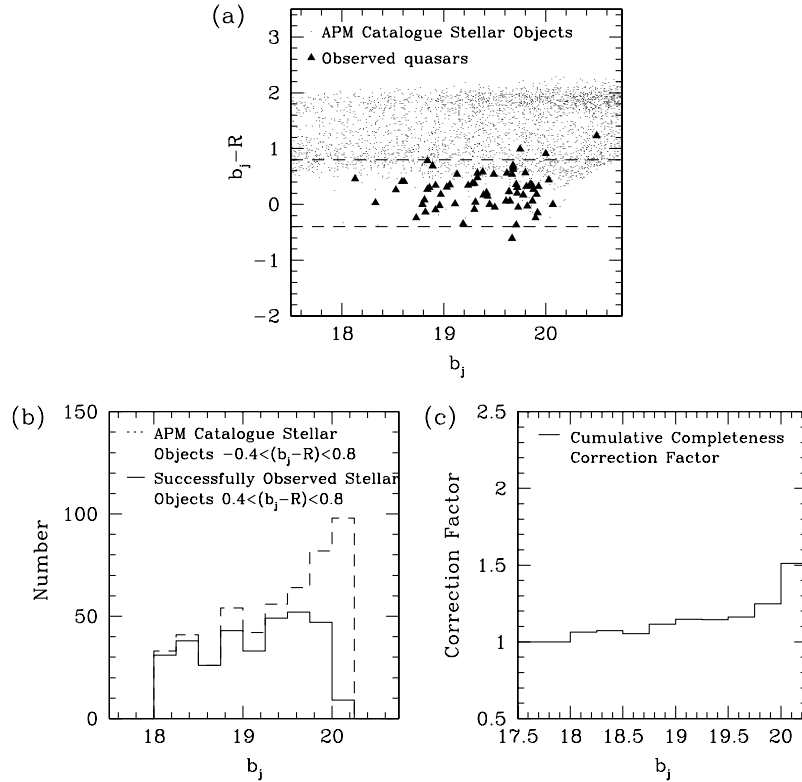 (a)
APM Catalogue Stellar Objects
Observed quasars
3
2
1
0
−1
−2
b_j−R
18
19
20
b_j
(b)
150
100
50
0
Number
APM Catalogue Stellar
Objects −0.4<(b_j−R)<0.8
Successfully Observed Stellar
Objects 0.4<(b_j−R)<0.8
18
19
20
b_j
(c)
2.5
2
1.5
1
0.5
Correction Factor
Cumulative Completeness
Correction Factor
17.5
18
18.5
19
19.5
20
b_j